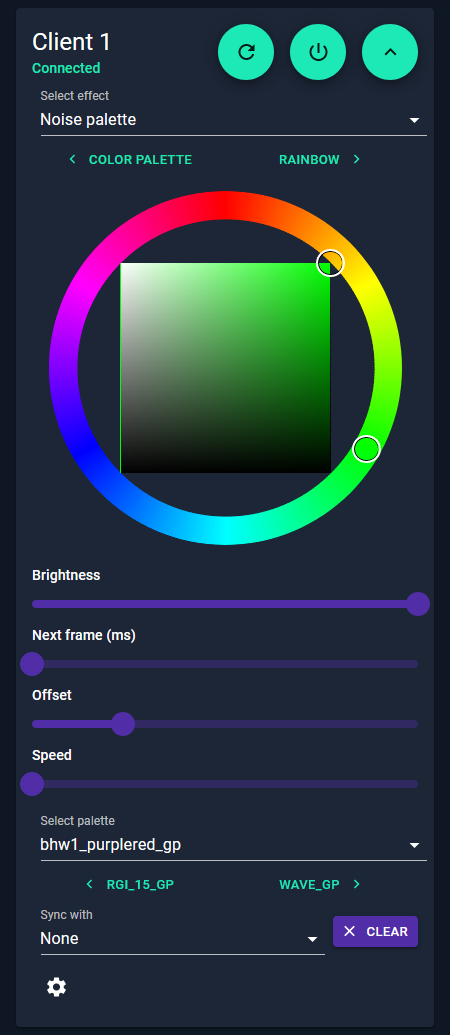 Client 1
Connected
Select effect
Noise palette
COLOR PALETTE
RAINBOW
Brightness
Next frame (ms)
Offset
Speed
Select palette
bhw1_purplered_gp
RGI_15_GP
WAVE_GP
Sync with
None
CLEAR